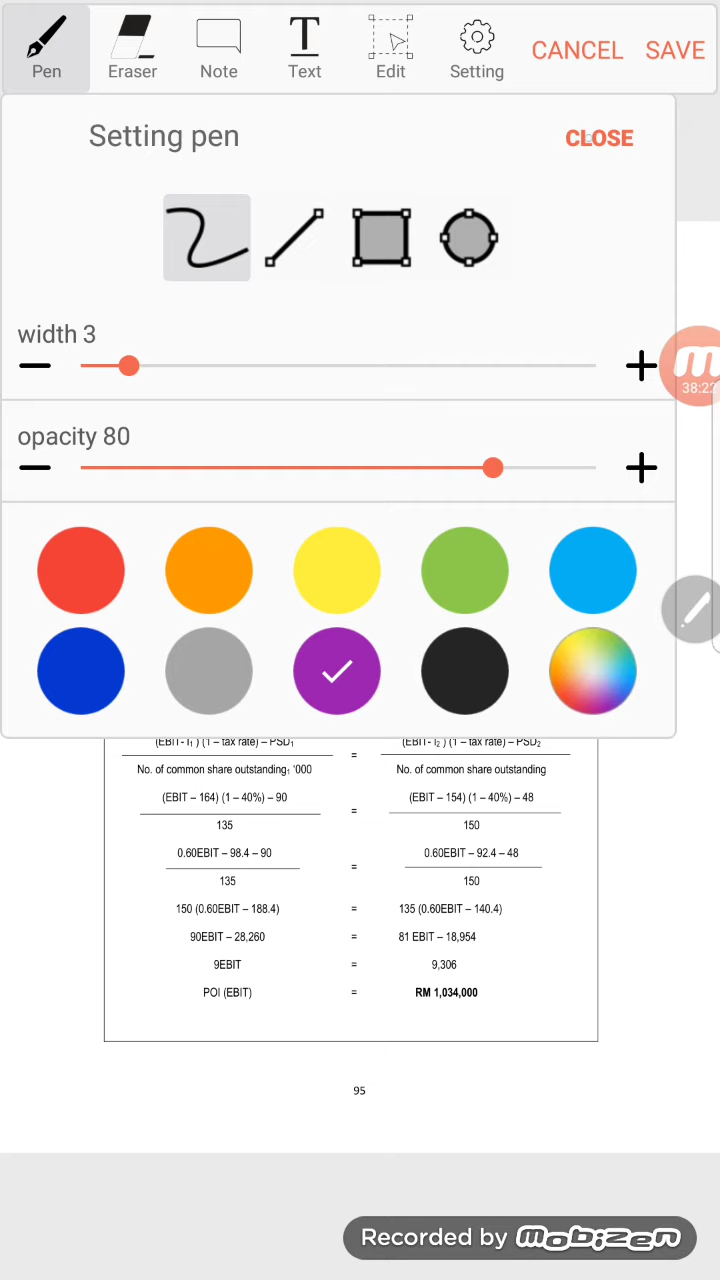 Pen Eraser Note Text Edit Setting CANCEL SAVE
Setting pen CLOSE
width 3
38:22
opacity 80
(EBIT- I₁ ) (1 – tax rate) – PSD₁ = (EBIT- I₂ ) (1 – tax rate) – PSD₂
No. of common share outstanding₁ '000 No. of common share outstanding
(EBIT – 164) (1 – 40%) – 90 = (EBIT – 154) (1 – 40%) – 48
135 150
0.60EBIT – 98.4 – 90 = 0.60EBIT – 92.4 – 48
135 150
150 (0.60EBIT – 188.4) = 135 (0.60EBIT – 140.4)
90EBIT – 28,260 = 81 EBIT – 18,954
9EBIT = 9,306
POI (EBIT) = RM 1,034,000
95
Recorded by mobizen